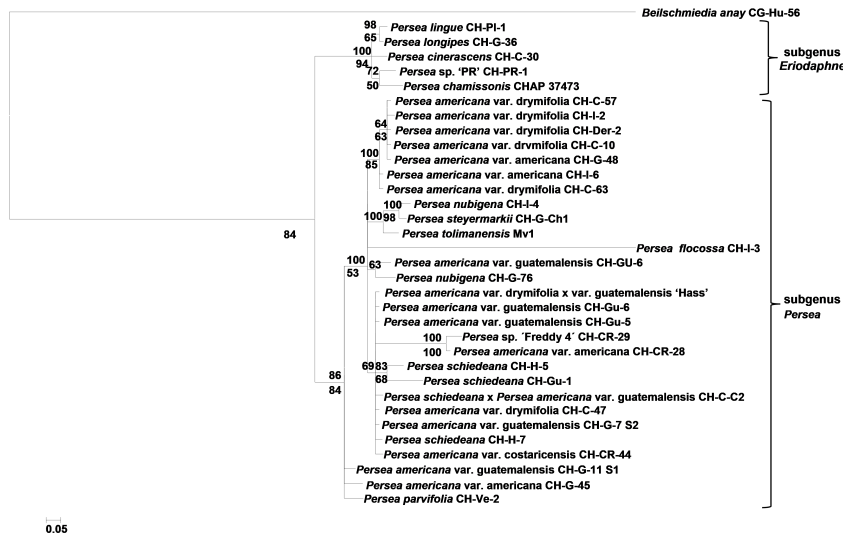 Beilschmiedia anay CG-Hu-56
98
Persea lingue CH-PI-1
65
Persea longipes CH-G-36
100
Persea cinerascens CH-C-30
94
72
Persea sp. ‘PR’ CH-PR-1
50
Persea chamissonis CHAP 37473
subgenus
Eriodaphne
Persea americana var. drymifolia CH-C-57
Persea americana var. drymifolia CH-I-2
64
Persea americana var. drymifolia CH-Der-2
63
Persea americana var. drvmifolia CH-C-10
100
Persea americana var. americana CH-G-48
85
Persea americana var. americana CH-I-6
Persea americana var. drymifolia CH-C-63
100
Persea nubigena CH-I-4
100 98
Persea steyermarkii CH-G-Ch1
Persea tolimanensis Mv1
84
Persea flocossa CH-I-3
100 63
Persea americana var. guatemalensis CH-GU-6
53
Persea nubigena CH-G-76
Persea americana var. drymifolia x var. guatemalensis ‘Hass’
Persea americana var. guatemalensis CH-Gu-6
Persea americana var. guatemalensis CH-Gu-5
subgenus
Persea
100
Persea sp. ´Freddy 4´ CH-CR-29
100
Persea americana var. americana CH-CR-28
69 83
Persea schiedeana CH-H-5
86
68
Persea schiedeana CH-Gu-1
84
Persea schiedeana x Persea americana var. guatemalensis CH-C-C2
Persea americana var. drymifolia CH-C-47
Persea americana var. guatemalensis CH-G-7 S2
Persea schiedeana CH-H-7
Persea americana var. costaricensis CH-CR-44
Persea americana var. guatemalensis CH-G-11 S1
Persea americana var. americana CH-G-45
Persea parvifolia CH-Ve-2
0.05